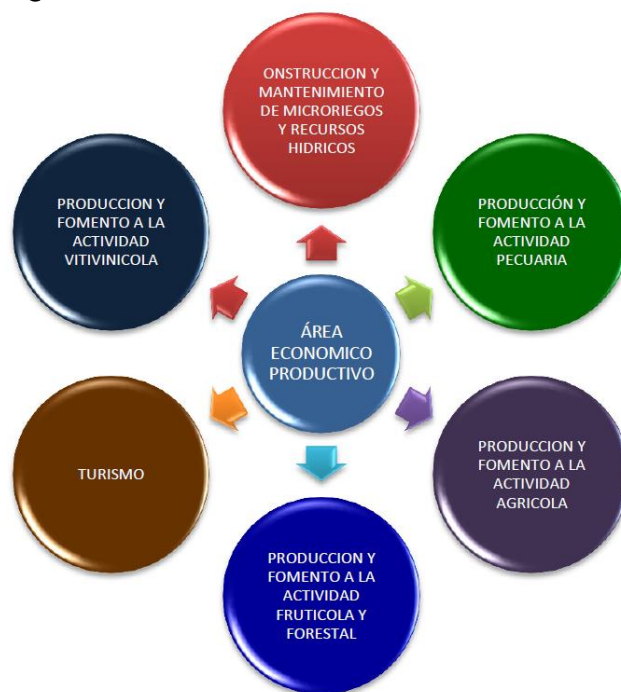 ONSTRUCCION Y
MANTENIMIENTO
DE MICRORIEGOS
Y RECURSOS
HIDRICOS
PRODUCCION Y
FOMENTO A LA
ACTIVIDAD
VITIVINICOLA
PRODUCCIÓN Y
FOMENTO A LA
ACTIVIDAD
PECUARIA
ÁREA
ECONOMICO
PRODUCTIVO
TURISMO
PRODUCCION Y
FOMENTO A LA
ACTIVIDAD
AGRICOLA
PRODUCCION Y
FOMENTO A LA
ACTIVIDAD
FRUTICOLA Y
FORESTAL